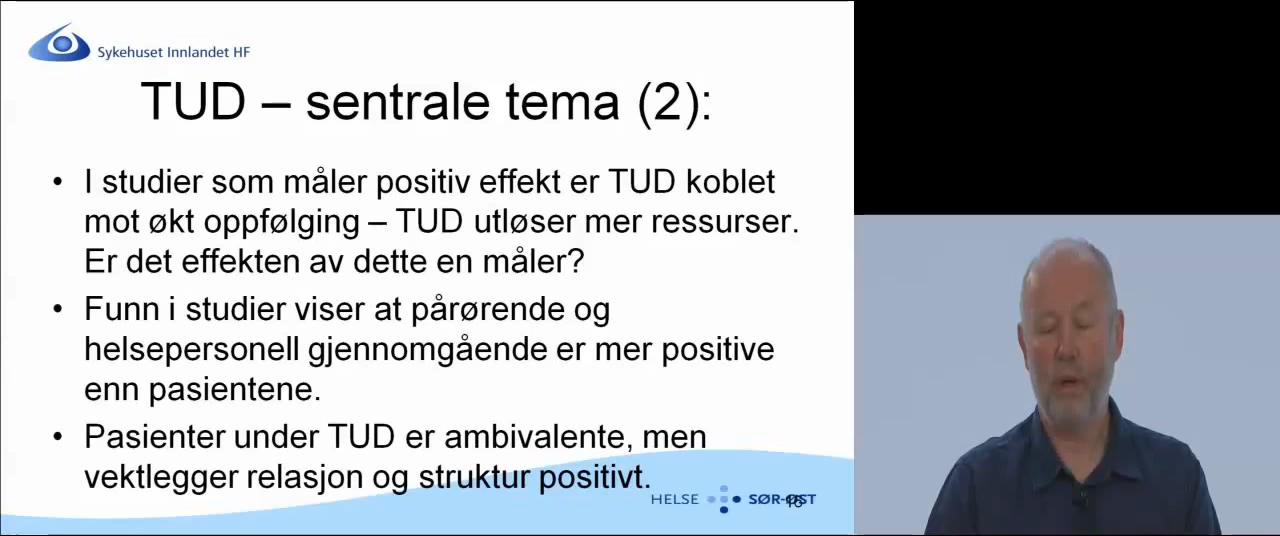 Sykehuset Innlandet HF
TUD – sentrale tema (2):
• I studier som måler positiv effekt er TUD koblet
mot økt oppfølging – TUD utløser mer ressurser.
Er det effekten av dette en måler?
• Funn i studier viser at pårørende og
helsepersonell gjennomgående er mer positive
enn pasientene.
• Pasienter under TUD er ambivalente, men
vektlegger relasjon og struktur positivt.
HELSE SØR-ØST
16